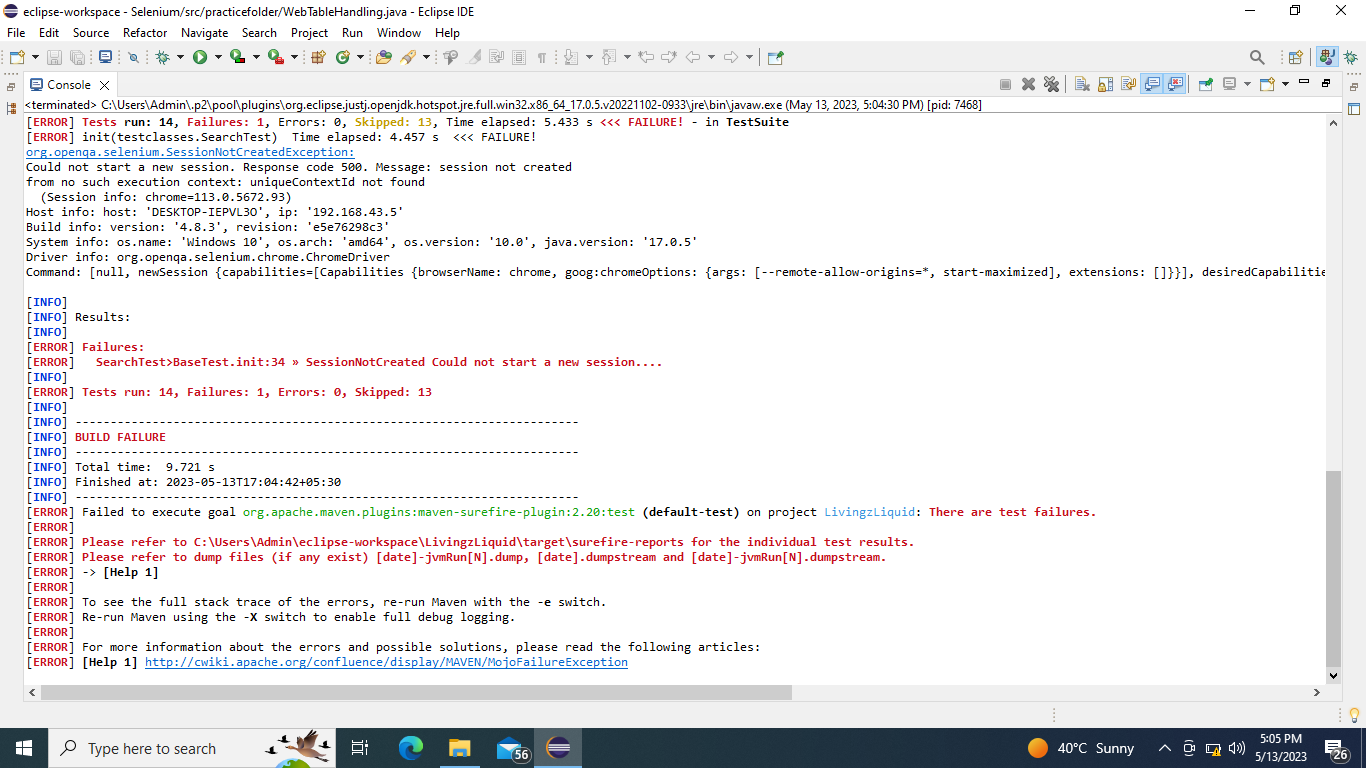 eclipse-workspace - Selenium/src/practicefolder/WebTableHandling.java - Eclipse IDE
File Edit Source Refactor Navigate Search Project Run Window Help
Console
<terminated> C:\Users\Admin\.p2\pool\plugins\org.eclipse.justj.openjdk.hotspot.jre.full.win32.x86_64_17.0.5.v20221102-0933\jre\bin\javaw.exe (May 13, 2023, 5:04:30 PM) [pid: 7468]
[ERROR] Tests run: 14, Failures: 1, Errors: 0, Skipped: 13, Time elapsed: 5.433 s <<< FAILURE! - in TestSuite
[ERROR] init(testclasses.SearchTest)  Time elapsed: 4.457 s  <<< FAILURE!
org.openqa.selenium.SessionNotCreatedException:
Could not start a new session. Response code 500. Message: session not created
from no such execution context: uniqueContextId not found
  (Session info: chrome=113.0.5672.93)
Host info: host: 'DESKTOP-IEPVL3O', ip: '192.168.43.5'
Build info: version: '4.8.3', revision: 'e5e76298c3'
System info: os.name: 'Windows 10', os.arch: 'amd64', os.version: '10.0', java.version: '17.0.5'
Driver info: org.openqa.selenium.chrome.ChromeDriver
Command: [null, newSession {capabilities=[Capabilities {browserName: chrome, goog:chromeOptions: {args: [--remote-allow-origins=*, start-maximized], extensions: []}}], desiredCapabilitie
[INFO]
[INFO] Results:
[INFO]
[ERROR] Failures:
[ERROR]   SearchTest>BaseTest.init:34 » SessionNotCreated Could not start a new session....
[INFO]
[ERROR] Tests run: 14, Failures: 1, Errors: 0, Skipped: 13
[INFO]
[INFO] ------------------------------------------------------------------------
[INFO] BUILD FAILURE
[INFO] ------------------------------------------------------------------------
[INFO] Total time:  9.721 s
[INFO] Finished at: 2023-05-13T17:04:42+05:30
[INFO] ------------------------------------------------------------------------
[ERROR] Failed to execute goal org.apache.maven.plugins:maven-surefire-plugin:2.20:test (default-test) on project LivingzLiquid: There are test failures.
[ERROR]
[ERROR] Please refer to C:\Users\Admin\eclipse-workspace\LivingzLiquid\target\surefire-reports for the individual test results.
[ERROR] Please refer to dump files (if any exist) [date]-jvmRun[N].dump, [date].dumpstream and [date]-jvmRun[N].dumpstream.
[ERROR] -> [Help 1]
[ERROR]
[ERROR] To see the full stack trace of the errors, re-run Maven with the -e switch.
[ERROR] Re-run Maven using the -X switch to enable full debug logging.
[ERROR]
[ERROR] For more information about the errors and possible solutions, please read the following articles:
[ERROR] [Help 1] http://cwiki.apache.org/confluence/display/MAVEN/MojoFailureException
Type here to search
56
40°C Sunny
5:05 PM
5/13/2023
26